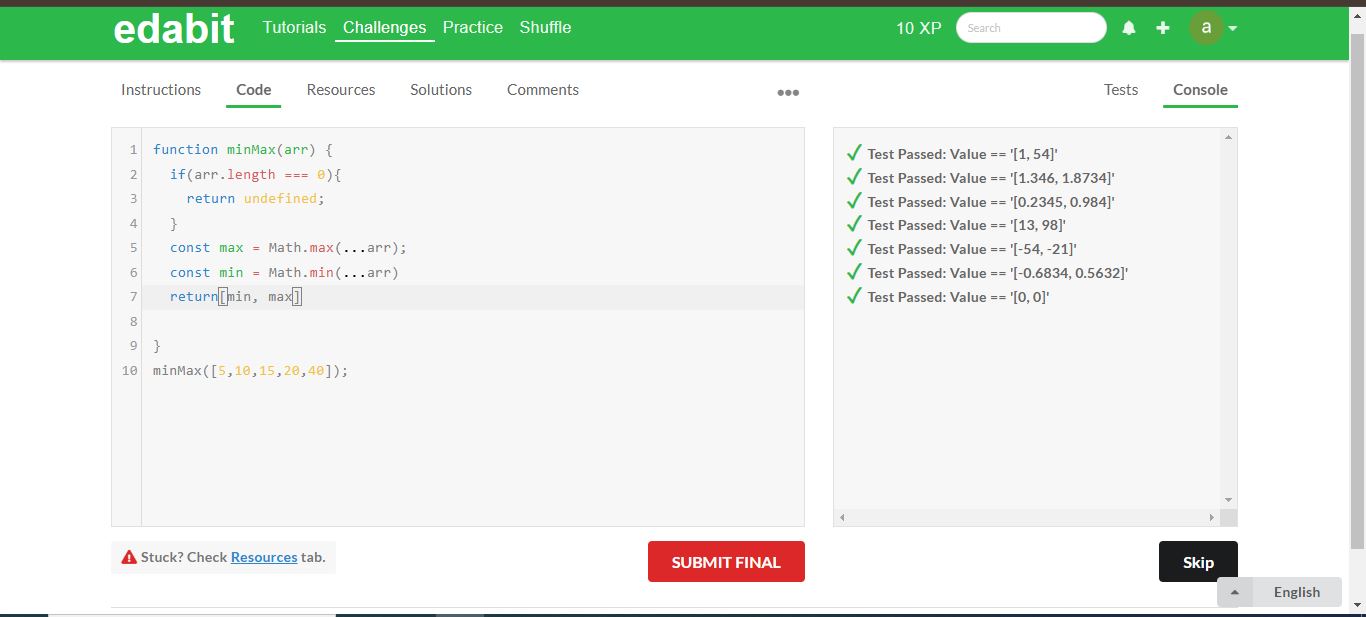 edabit Tutorials Challenges Practice Shuffle 10 XP Search a
Instructions Code Resources Solutions Comments ••• Tests Console
1 function minMax(arr) {
2 if(arr.length === 0){
3 return undefined;
4 }
5 const max = Math.max(...arr);
6 const min = Math.min(...arr)
7 return[min, max]
8
9 }
10 minMax([5,10,15,20,40]);
Test Passed: Value == '[1, 54]'
Test Passed: Value == '[1.346, 1.8734]'
Test Passed: Value == '[0.2345, 0.984]'
Test Passed: Value == '[13, 98]'
Test Passed: Value == '[-54, -21]'
Test Passed: Value == '[-0.6834, 0.5632]'
Test Passed: Value == '[0, 0]'
Stuck? Check Resources tab.
SUBMIT FINAL
Skip
English